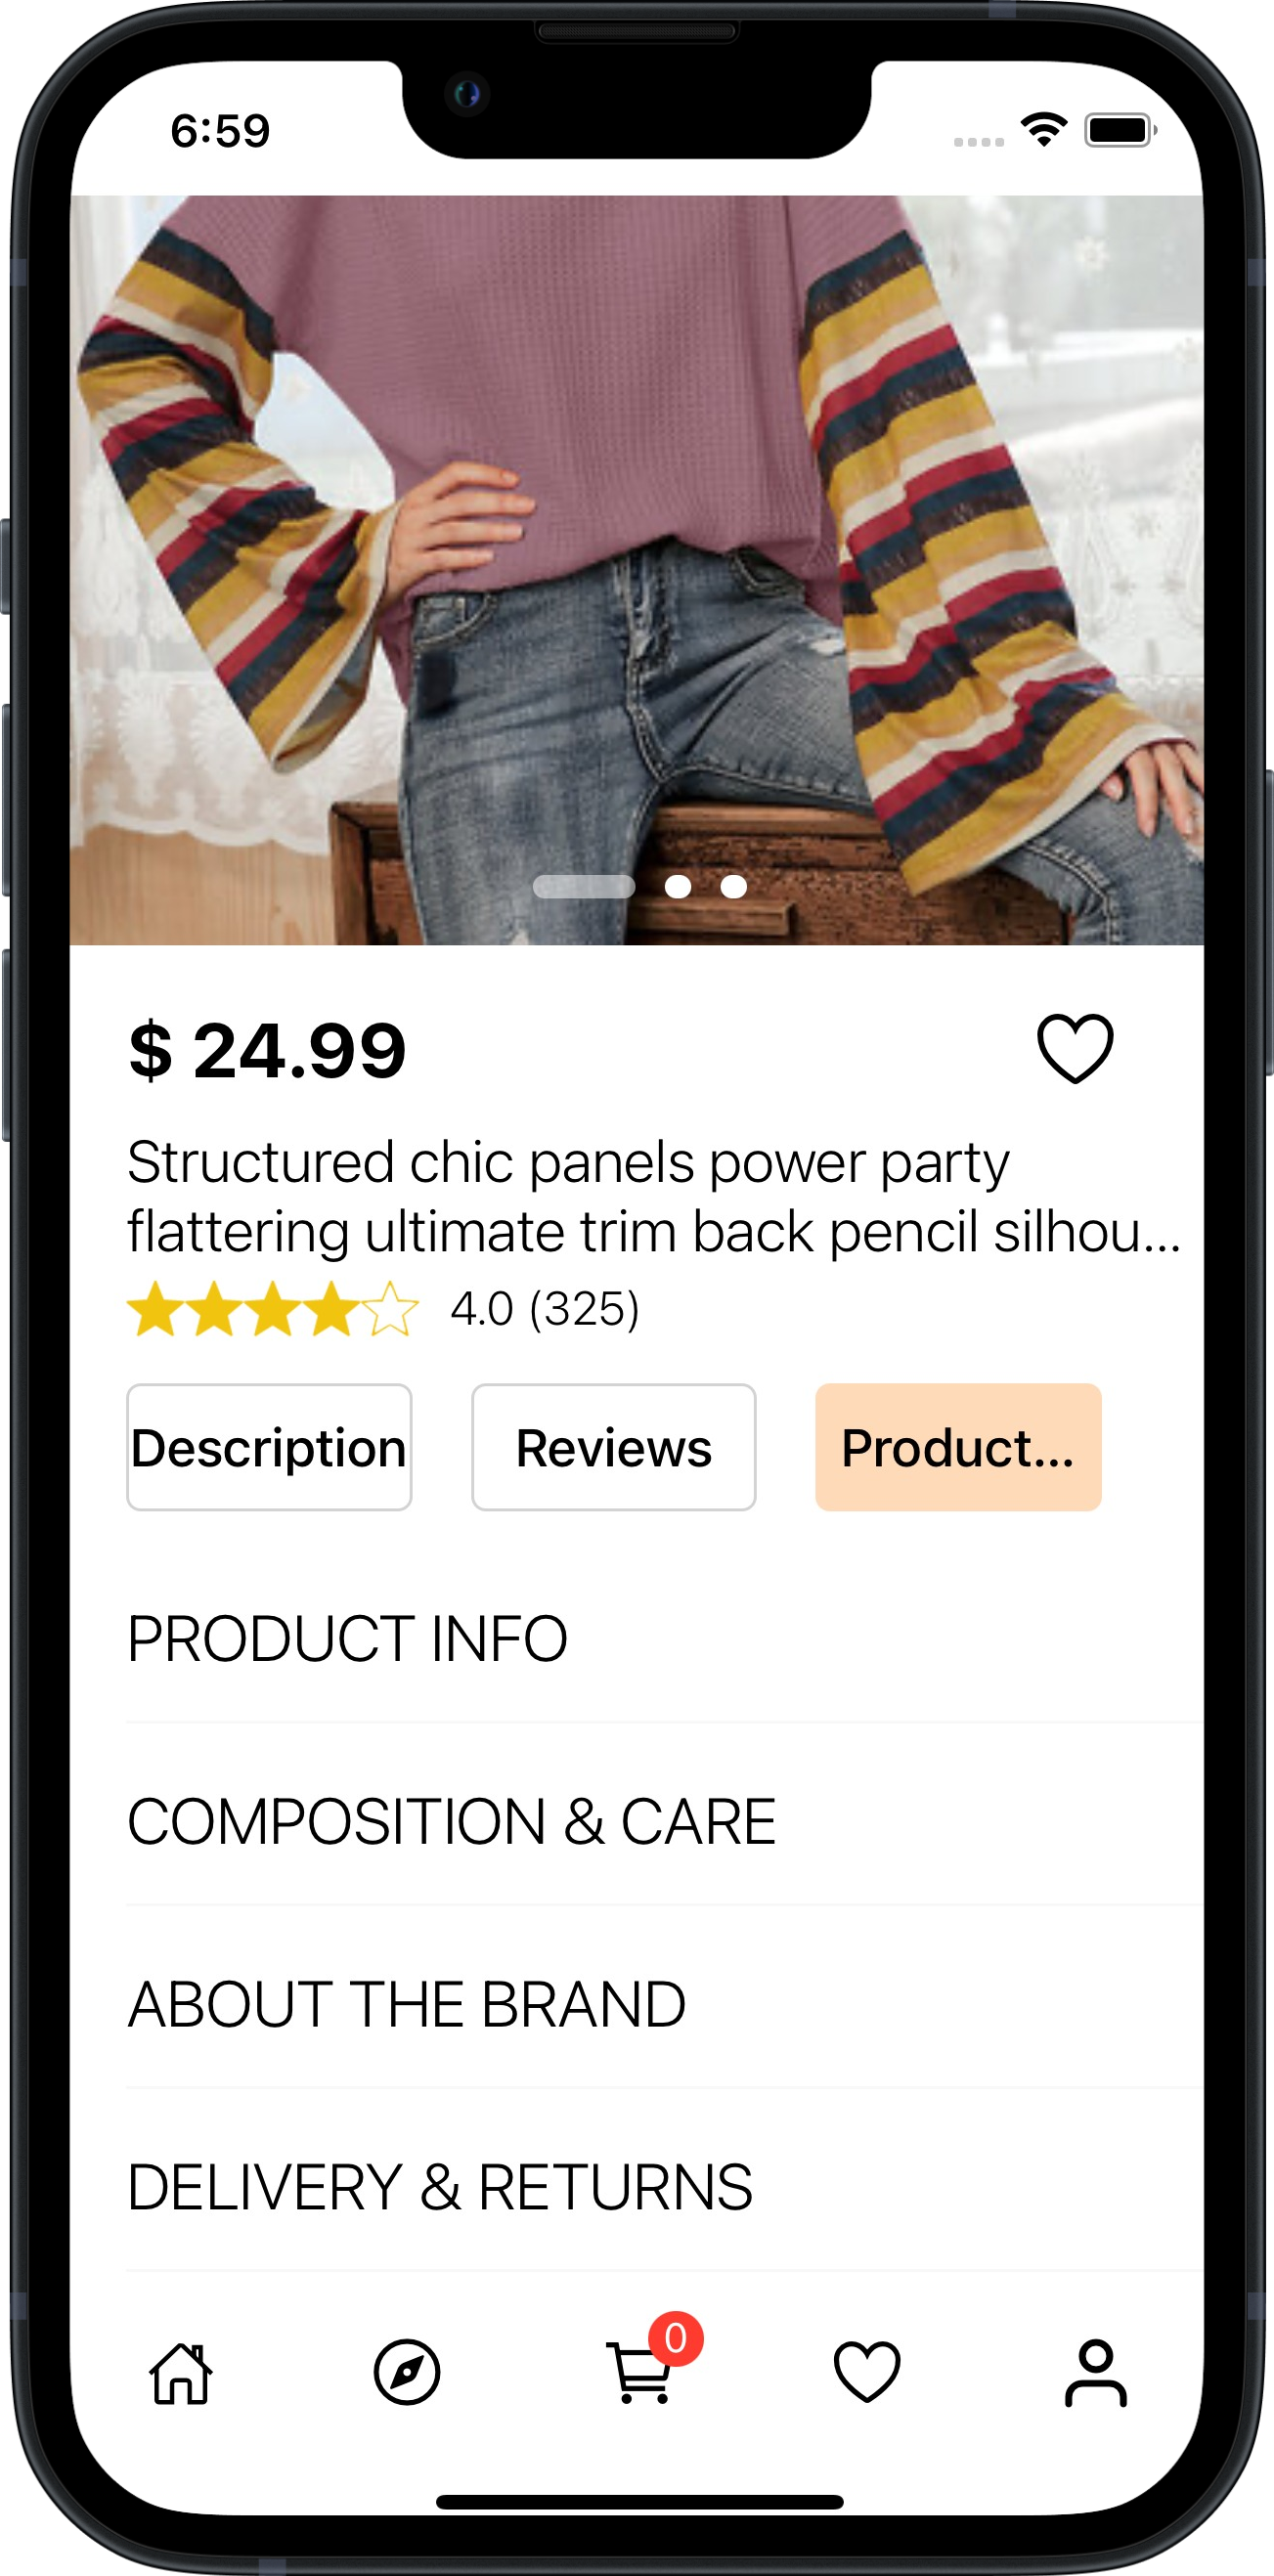 6:59
$ 24.99
Structured chic panels power party
flattering ultimate trim back pencil silhou...
4.0 (325)
Description Reviews Product...
PRODUCT INFO
COMPOSITION & CARE
ABOUT THE BRAND
DELIVERY & RETURNS
0